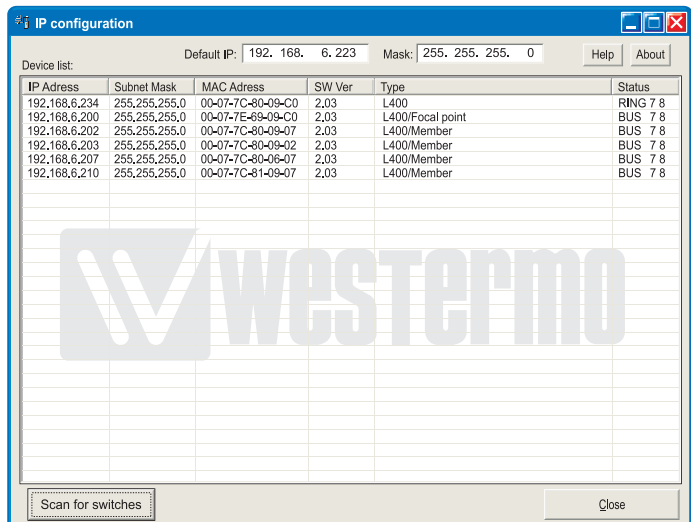 IP configuration
Default IP: 192. 168. 6. 223 Mask: 255. 255. 255. 0 Help About
Device list:
IP Adress Subnet Mask MAC Adress SW Ver Type Status
192.168.6.234 255.255.255.0 00-07-7C-80-09-C0 2.03 L400 RING 7 8
192.168.6.200 255.255.255.0 00-07-7E-69-09-C0 2.03 L400/Focal point BUS 7 8
192.168.6.202 255.255.255.0 00-07-7C-80-09-07 2.03 L400/Member BUS 7 8
192.168.6.203 255.255.255.0 00-07-7C-80-09-02 2.03 L400/Member BUS 7 8
192.168.6.207 255.255.255.0 00-07-7C-80-06-07 2.03 L400/Member BUS 7 8
192.168.6.210 255.255.255.0 00-07-7C-81-09-07 2.03 L400/Member BUS 7 8
westermo
Scan for switches Close